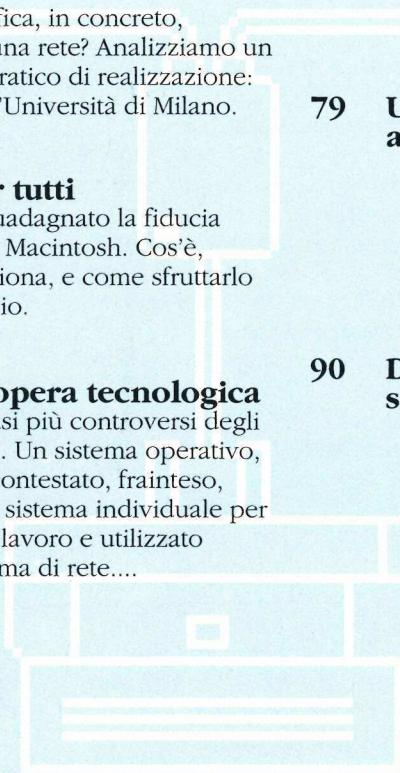 fica, in concreto,
una rete? Analizziamo un
ratico di realizzazione:
l'Università di Milano.
r tutti
uadagnato la fiducia
Macintosh. Cos'è,
iona, e come sfruttarlo
io.
opera tecnologica
si più controversi degli
. Un sistema operativo,
ontestato, frainteso,
sistema individuale per
lavoro e utilizzato
ma di rete....
79 U
a
90 D
s